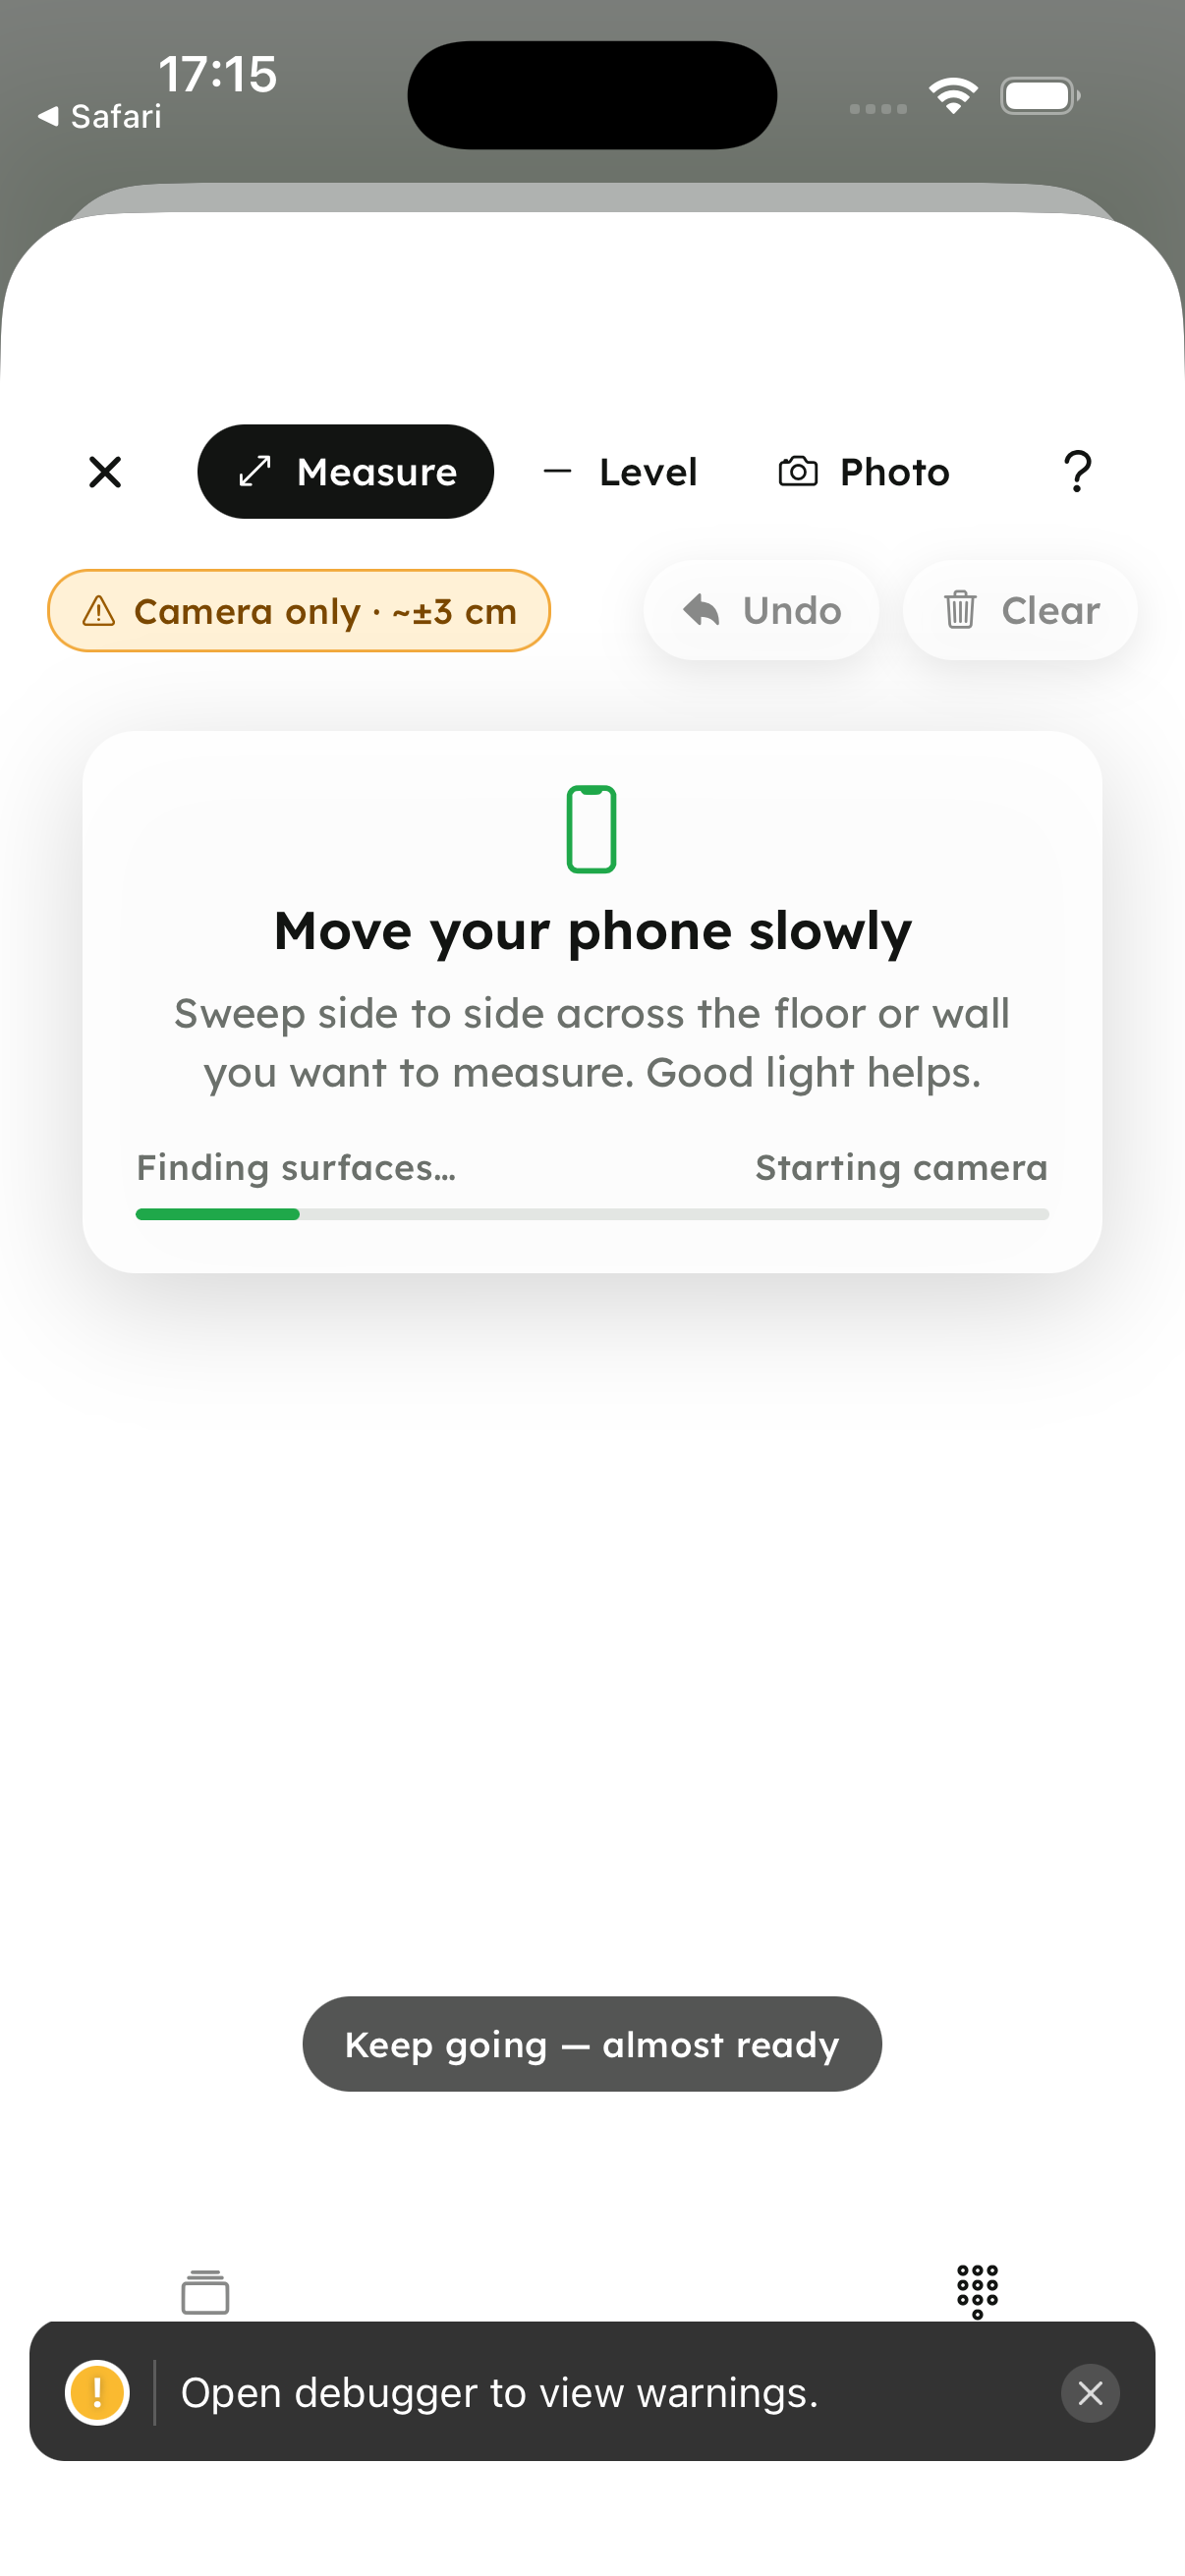 17:15
Safari
Measure
Level
Photo
?
Camera only · ~±3 cm
Undo
Clear
Move your phone slowly
Sweep side to side across the floor or wall
you want to measure. Good light helps.
Finding surfaces…
Starting camera
Keep going — almost ready
Open debugger to view warnings.